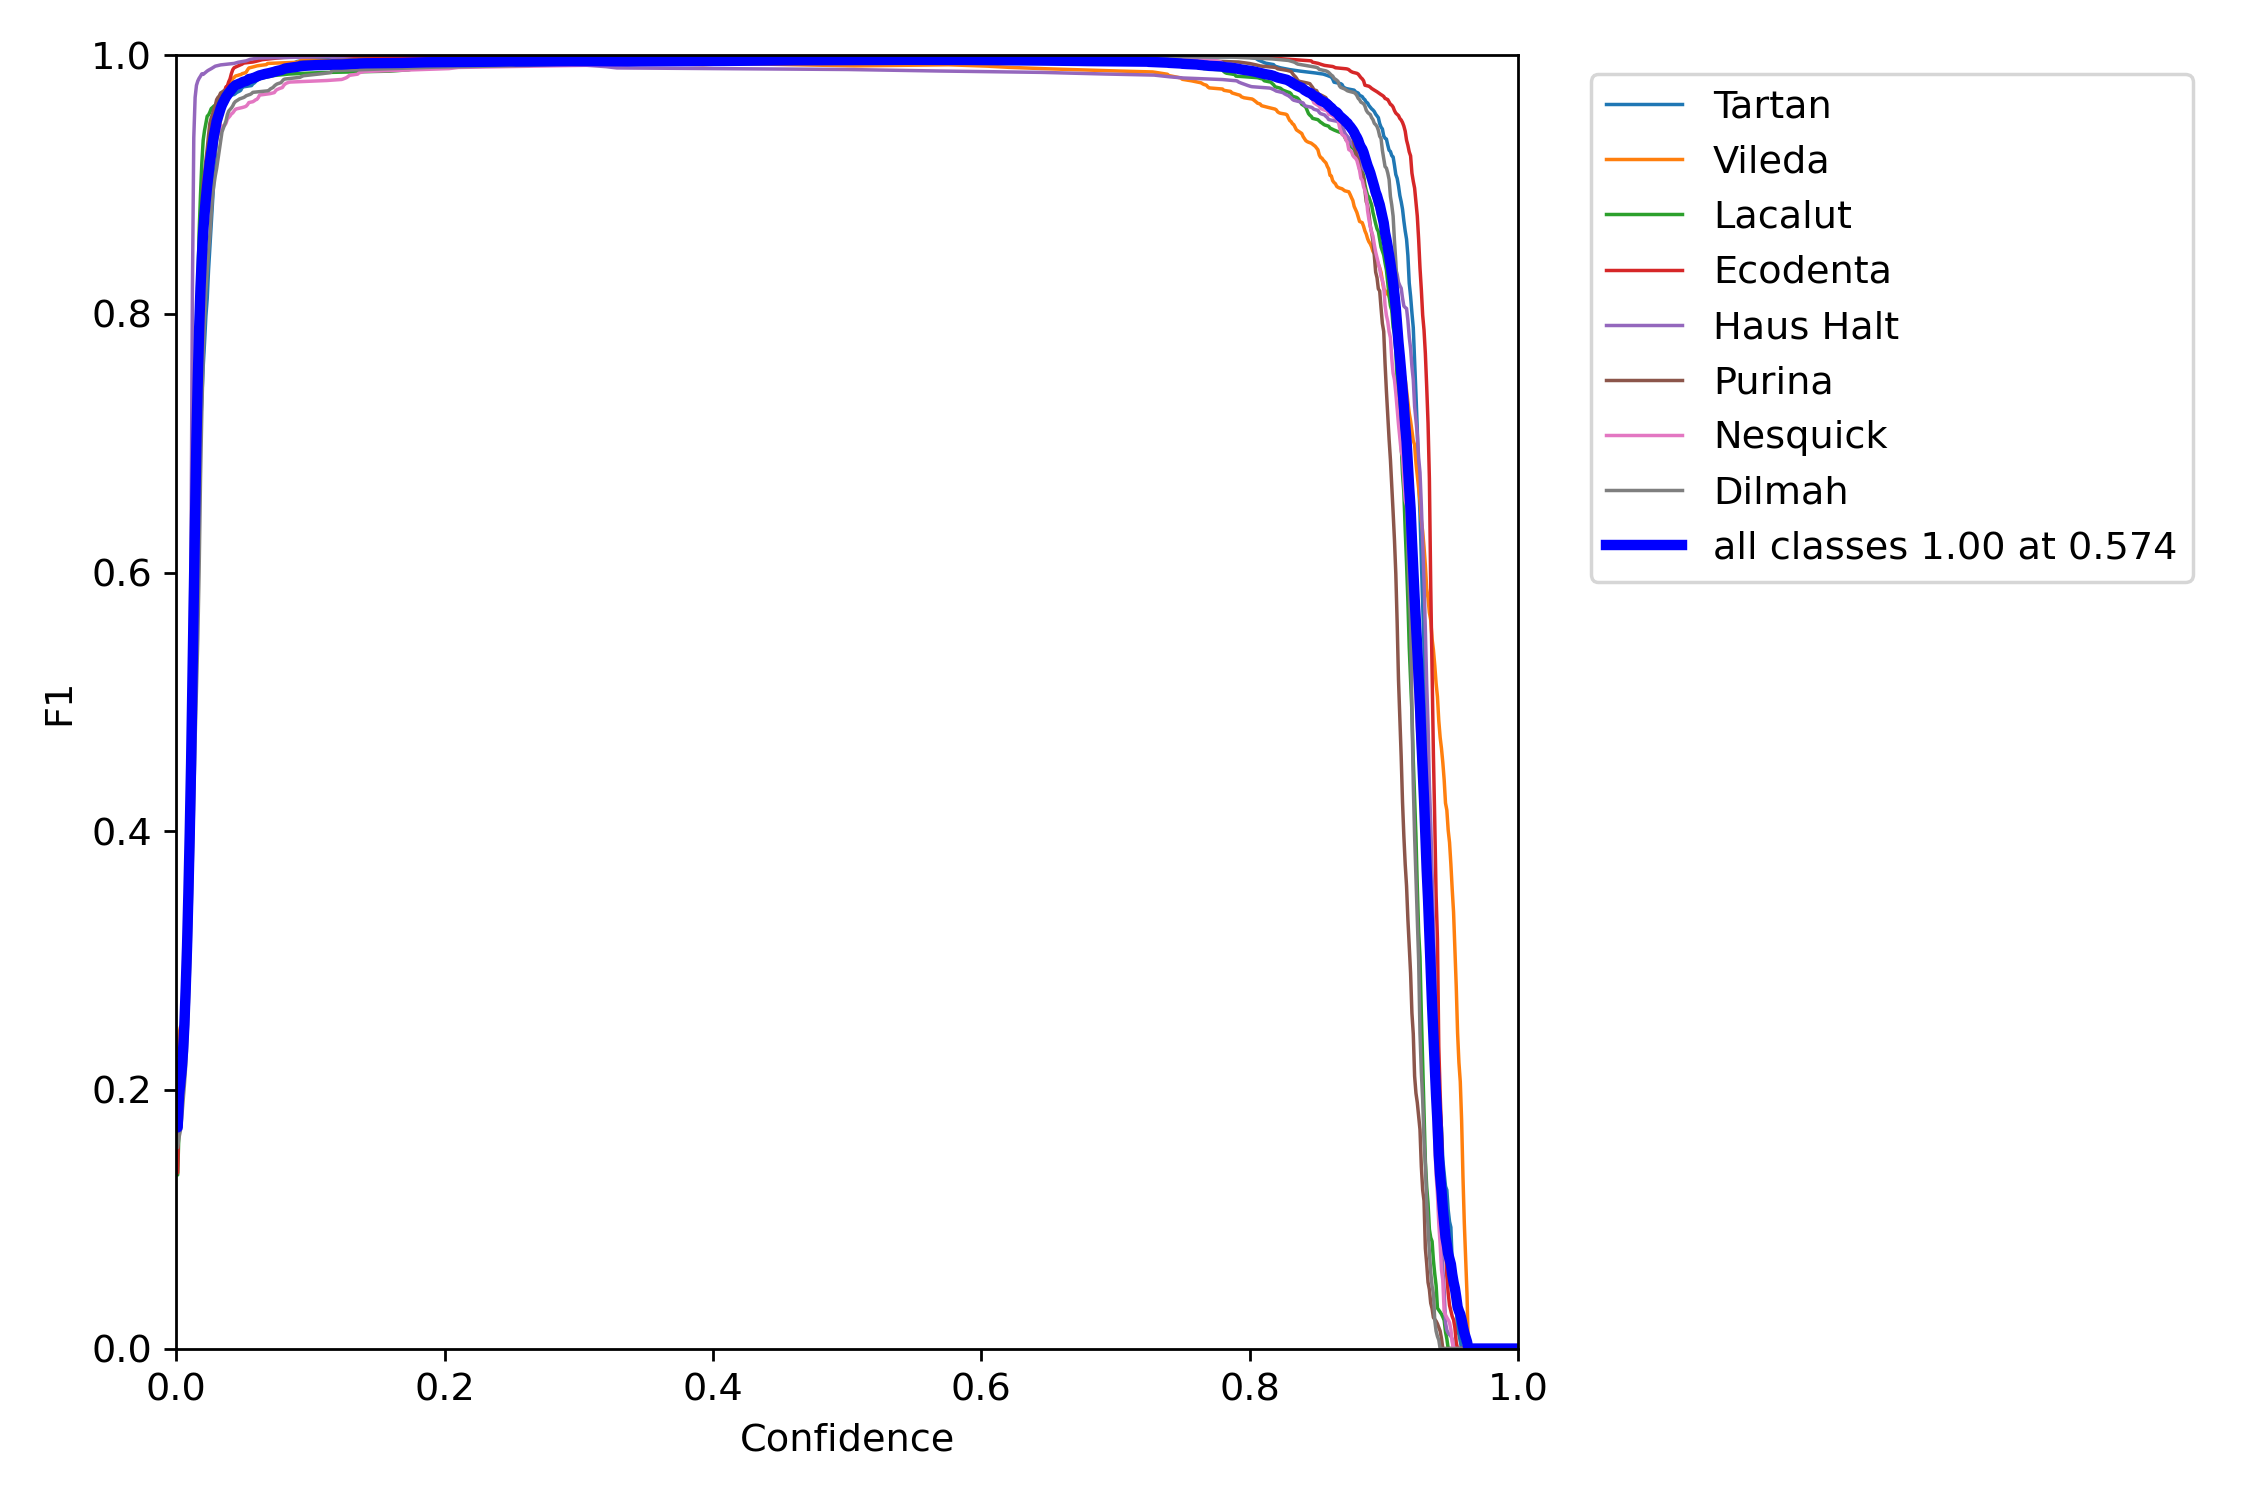 1.0
0.8
0.6
0.4
0.2
0.0
F1
0.0 0.2 0.4 0.6 0.8 1.0
Confidence
Tartan
Vileda
Lacalut
Ecodenta
Haus Halt
Purina
Nesquick
Dilmah
all classes 1.00 at 0.574